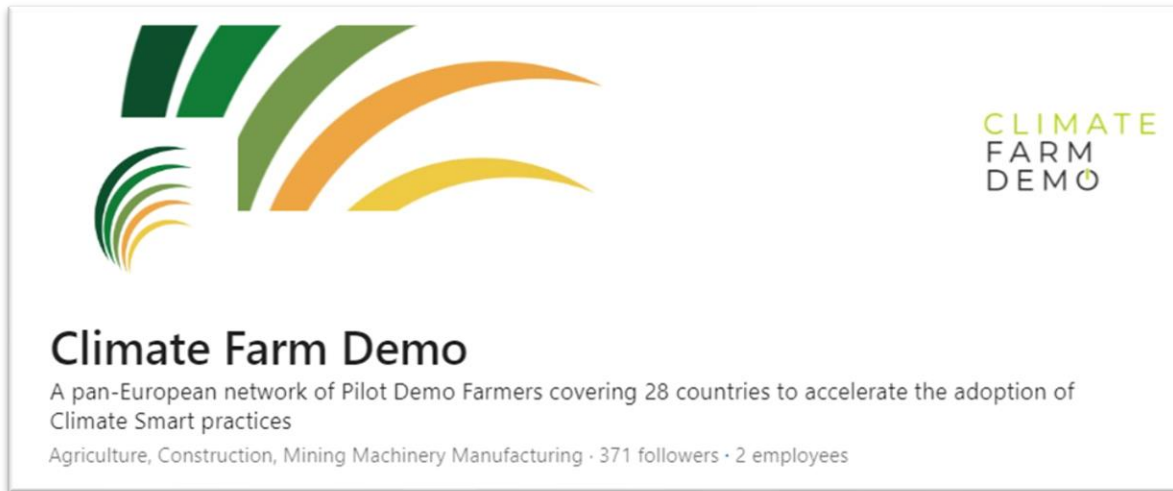 CLIMATE
FARM
DEMO
Climate Farm Demo
A pan-European network of Pilot Demo Farmers covering 28 countries to accelerate the adoption of
Climate Smart practices
Agriculture, Construction, Mining Machinery Manufacturing · 371 followers · 2 employees